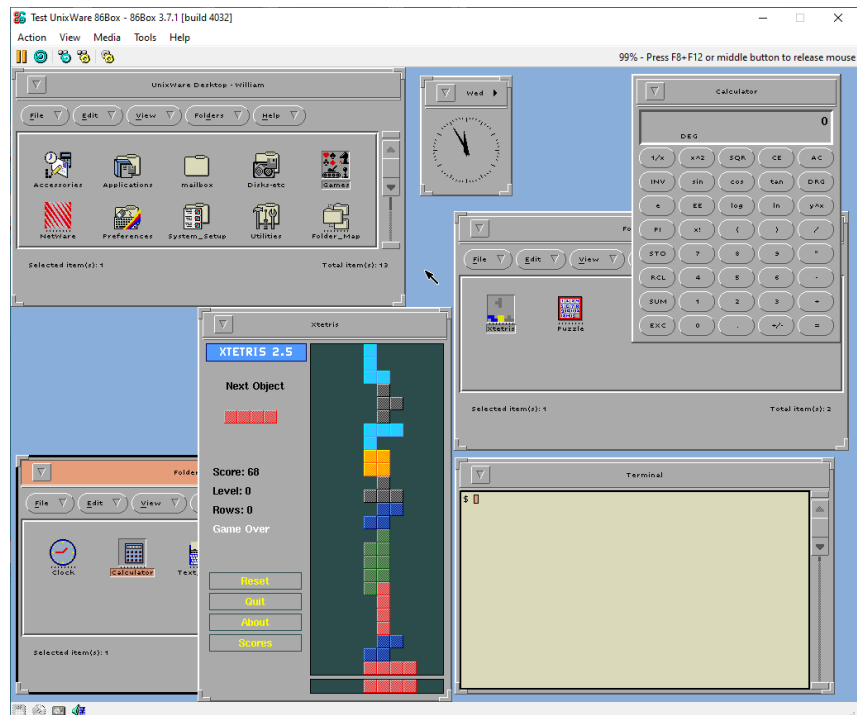 Test UnixWare 86Box - 86Box 3.7.1 [build 4032]
Action View Media Tools Help
99% - Press F8+F12 or middle button to release mouse
UnixWare Desktop - William
File Edit View Folders Help
Accessories Applications mailbox Disks-etc Games
NetWare Preferences System_Setup Utilities Folder_Map
Selected item(s): 1 Total item(s): 13
Wed
Calculator
0
DEG
1/x x^2 SQR CE AC
INV sin cos tan DRG
e EE log ln y^x
PI x! ( ) /
STO 7 8 9 *
RCL 4 5 6 -
SUM 1 2 3 +
EXC 0 . +/- =
File Edit View
Xtetris Puzzle
Selected item(s): 1 Total item(s): 2
Xtetris
XTETRIS 2.5
Next Object
Score: 68
Level: 0
Rows: 0
Game Over
Reset
Quit
About
Scores
Folder
File Edit View
Clock Calculator Text
Selected item(s): 1
Terminal
$